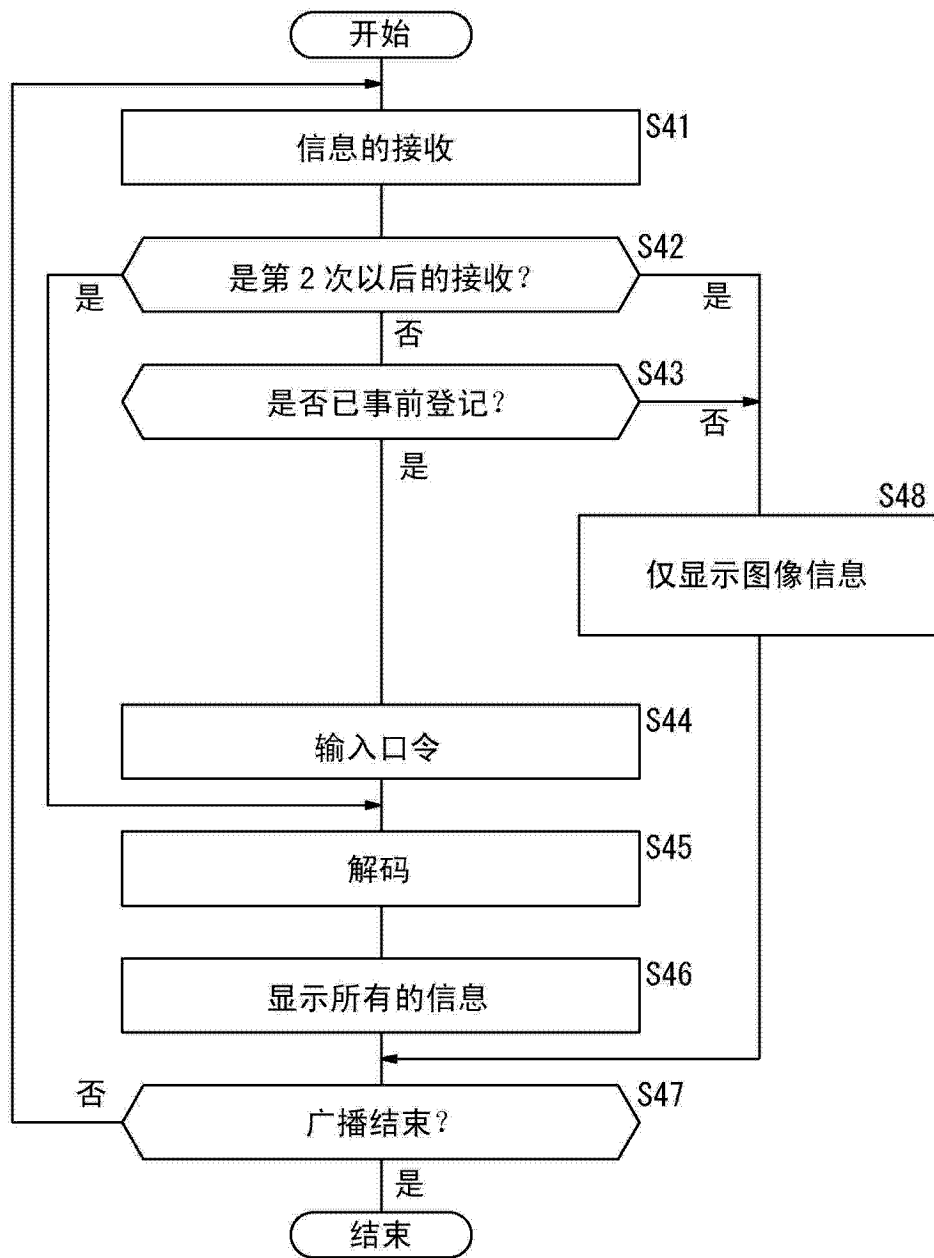 开始
信息的接收
S41
是第2次以后的接收？
S42
是
是
否
是否已事前登记？
S43
否
是
S48
仅显示图像信息
输入口令
S44
解码
S45
显示所有的信息
S46
否
广播结束？
S47
是
结束